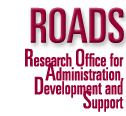 ROADS
Research Office for
Administration,
Development and
Support